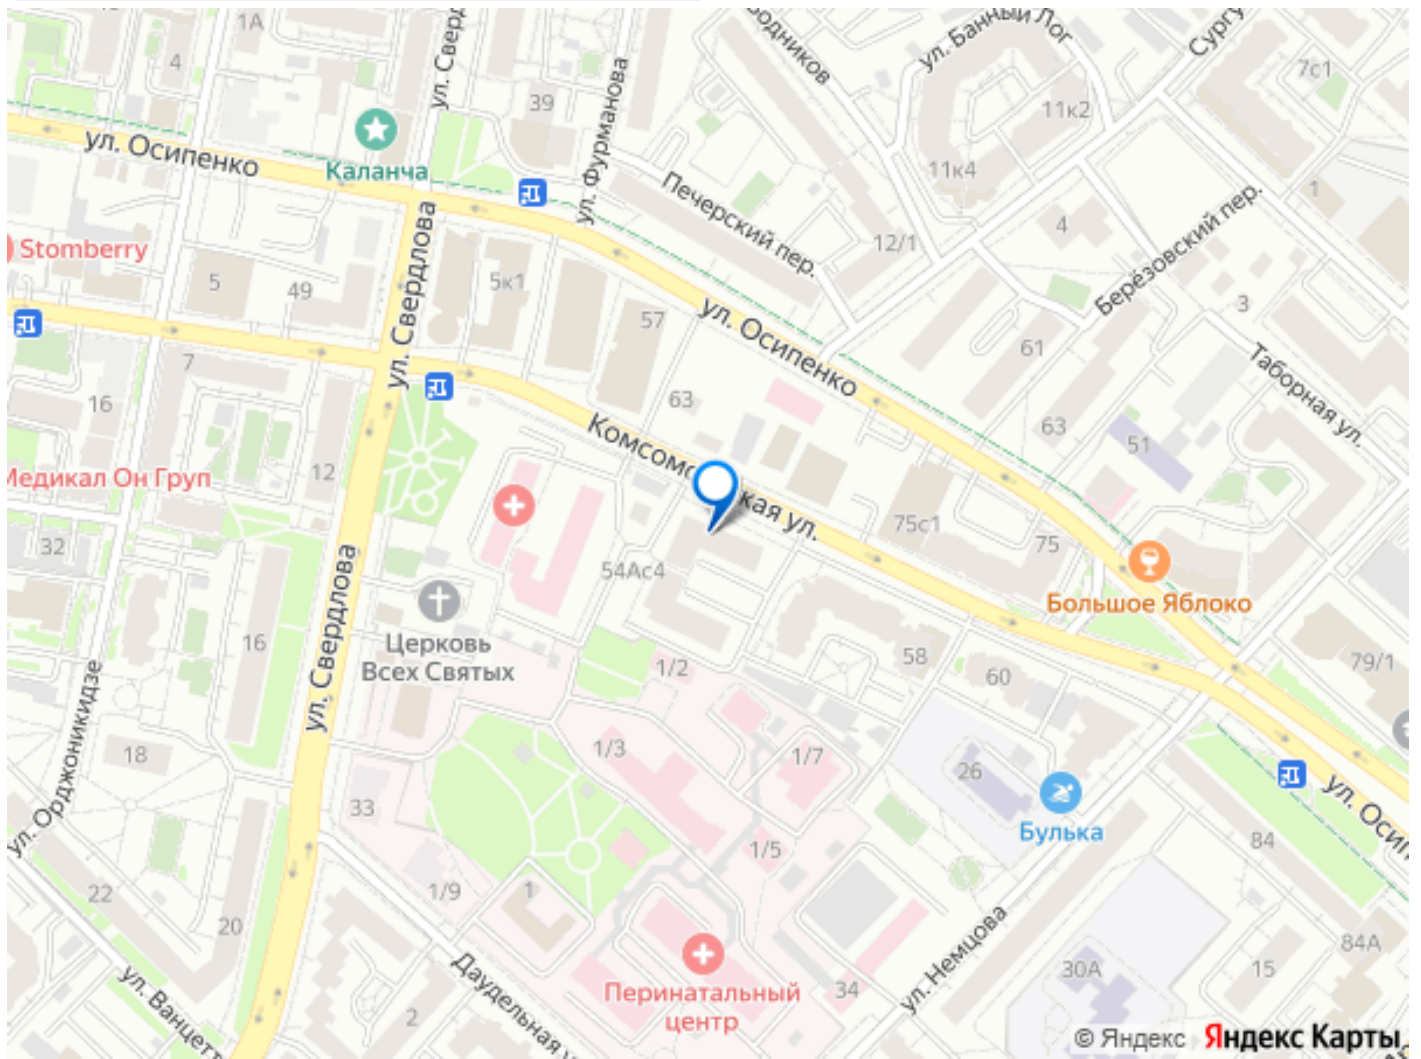 1А
ул. Сверд
ул. Банный Лог
Сургу
4
7с1
39
ул. Фурманова
11к2
ул. Осипенко
Каланча
11к4
Печерский пер.
1
ул. Свердлова
12/1
4
Берёзовский пер.
Stomberry
5
49
5к1
57
ул. Осипенко
3
61
Таборная ул.
7
16
63
63
51
Медикал Он Груп
12
Комсомо
кая ул.
75с1
75
32
54Ас4
Большое Яблоко
ул. Свердлова
16
Церковь
Всех Святых
58
60
79/1
1/2
ул. Орджоникидзе
18
1/3
1/7
26
33
Булька
ул. Осип
84
1/5
22
20
1/9
1
ул. Немцова
84А
ул. Ванцетт
Даудельная у
2
Перинатальный
центр
34
30А
15
© Яндекс Яндекс Карты